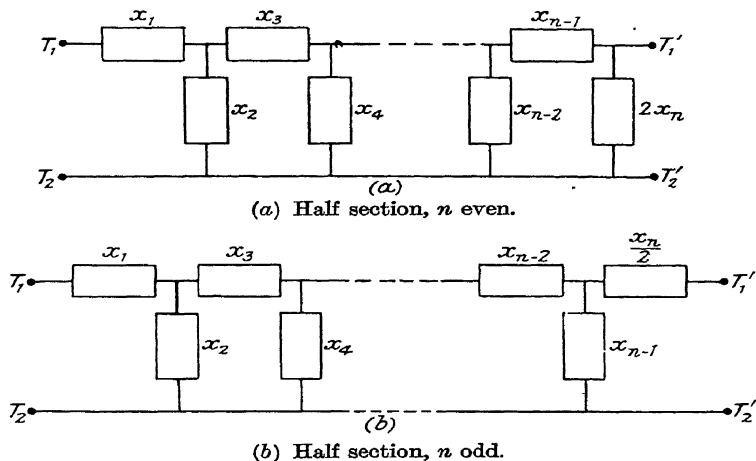 x₁ x₃ xₙ₋₁
T₁ T₁'
x₂ x₄ xₙ₋₂ 2xₙ
T₂ T₂'
(a)
(a) Half section, n even.
x₁ x₃ xₙ₋₂ xₙ/2
T₁ T₁'
x₂ x₄ xₙ₋₁
T₂ T₂'
(b)
(b) Half section, n odd.